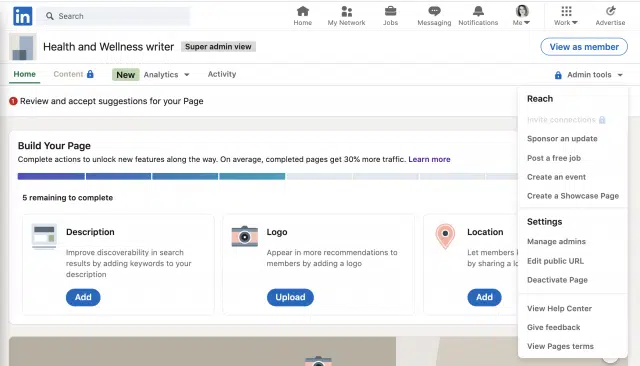 in
Search
Home
My Network
Jobs
Messaging
Notifications
Me
Work
Advertise
Health and Wellness writer
Super admin view
View as member
Home
Content
New
Analytics
Activity
Admin tools
1 Review and accept suggestions for your Page
Build Your Page
Complete actions to unlock new features along the way. On average, completed pages get 30% more traffic. Learn more
5 remaining to complete
Description
Improve discoverability in search
results by adding keywords to your
description
Add
Logo
Appear in more recommendations to
members by adding a logo
Upload
Location
Let members
by sharing a
Add
Reach
Invite connections
Sponsor an update
Post a free job
Create an event
Create a Showcase Page
Settings
Manage admins
Edit public URL
Deactivate Page
View Help Center
Give feedback
View Pages terms